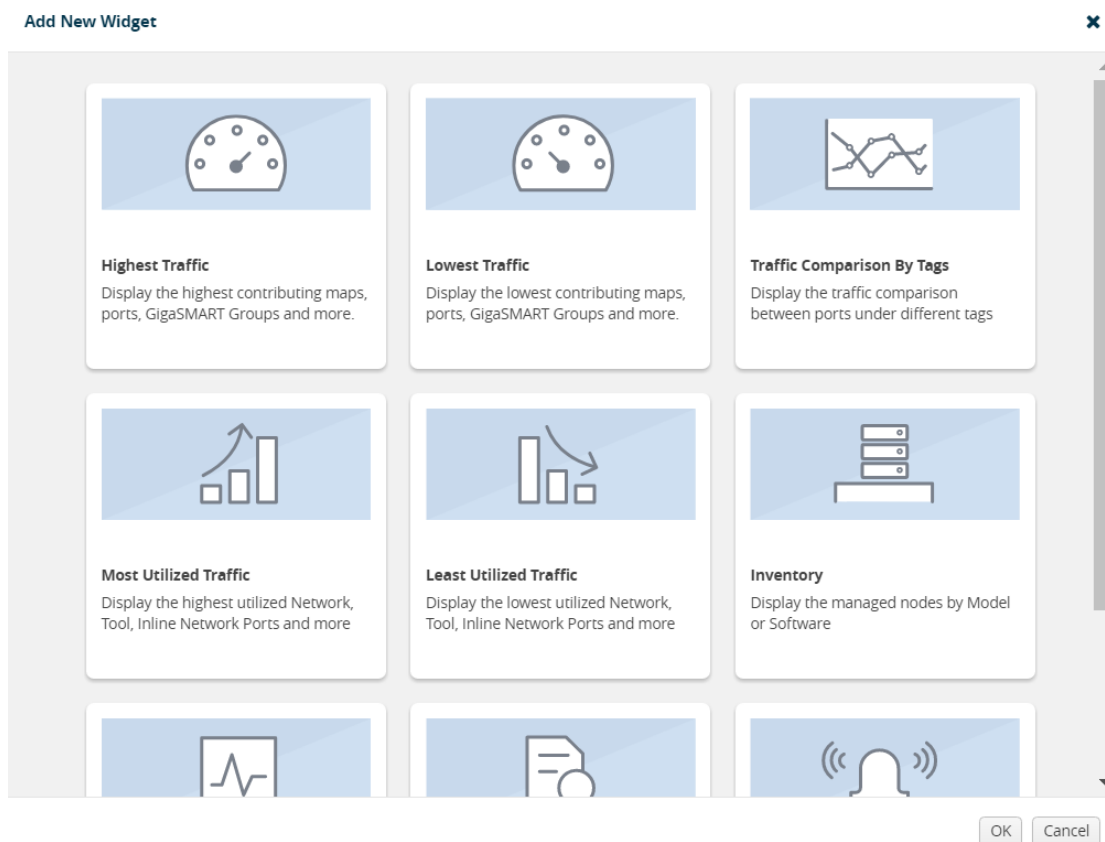 Add New Widget
Highest Traffic
Display the highest contributing maps,
ports, GigaSMART Groups and more.
Lowest Traffic
Display the lowest contributing maps,
ports, GigaSMART Groups and more.
Traffic Comparison By Tags
Display the traffic comparison
between ports under different tags
Most Utilized Traffic
Display the highest utilized Network,
Tool, Inline Network Ports and more
Least Utilized Traffic
Display the lowest utilized Network,
Tool, Inline Network Ports and more
Inventory
Display the managed nodes by Model
or Software
OK
Cancel